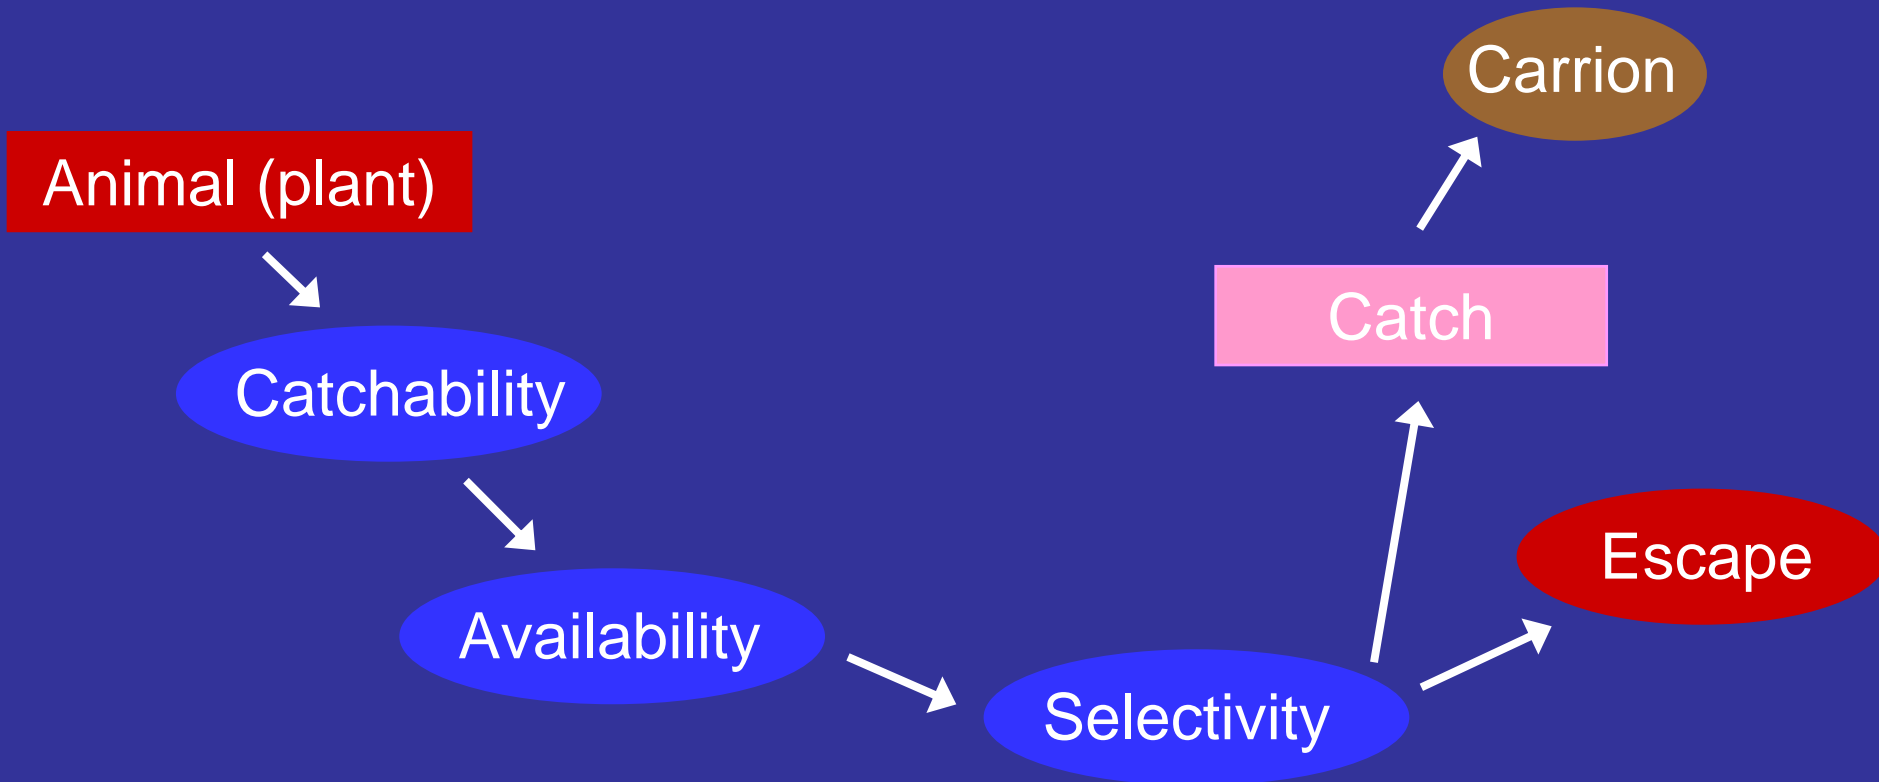 Carrion
Animal (plant)
Catch
Catchability
Escape
Availability
Selectivity